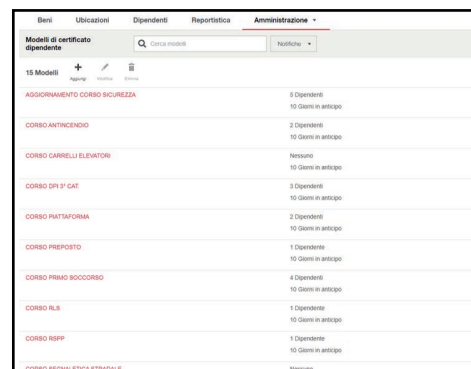 Beni Ubicazioni Dipendenti Reportistica Amministrazione
Modelli di certificato
dipendente
Cerca modelli
Notifiche
15 Modelli
Aggiungi Modifica Elimina
AGGIORNAMENTO CORSO SICUREZZA 5 Dipendenti
10 Giorni in anticipo
CORSO ANTINCENDIO 2 Dipendenti
10 Giorni in anticipo
CORSO CARRELLI ELEVATORI Nessuno
10 Giorni in anticipo
CORSO DPI 3° CAT. 3 Dipendenti
10 Giorni in anticipo
CORSO PIATTAFORMA 2 Dipendenti
10 Giorni in anticipo
CORSO PREPOSTO 1 Dipendente
10 Giorni in anticipo
CORSO PRIMO SOCCORSO 4 Dipendenti
10 Giorni in anticipo
CORSO RLS 1 Dipendente
10 Giorni in anticipo
CORSO RSPP 1 Dipendente
10 Giorni in anticipo
CORSO SEGNALETICA STRADALE Nessuno